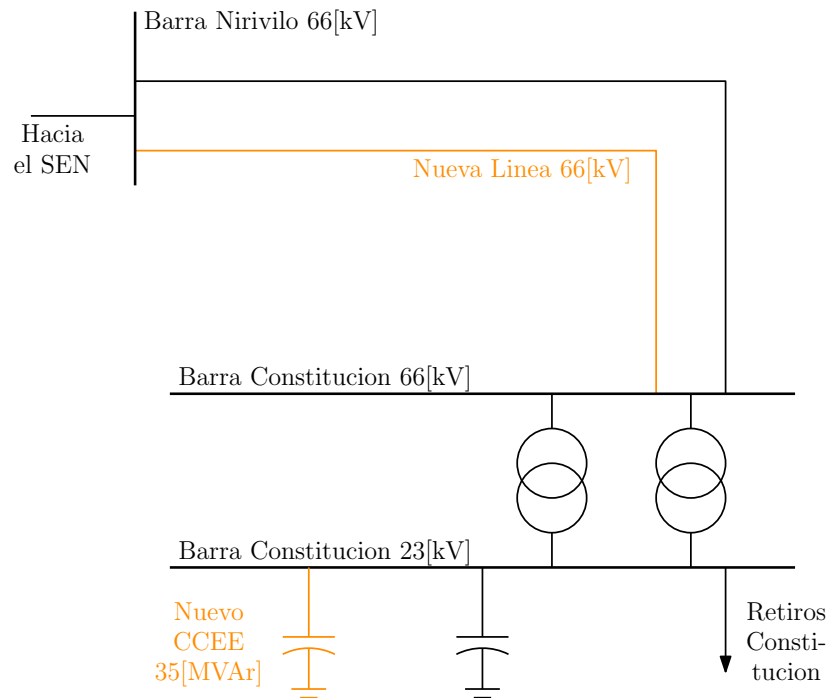 Barra Nirivilo 66[kV]
Hacia
el SEN
Nueva Linea 66[kV]
Barra Constitucion 66[kV]
Barra Constitucion 23[kV]
Nuevo
CCEE
35[MVAr]
Retiros
Consti-
tucion